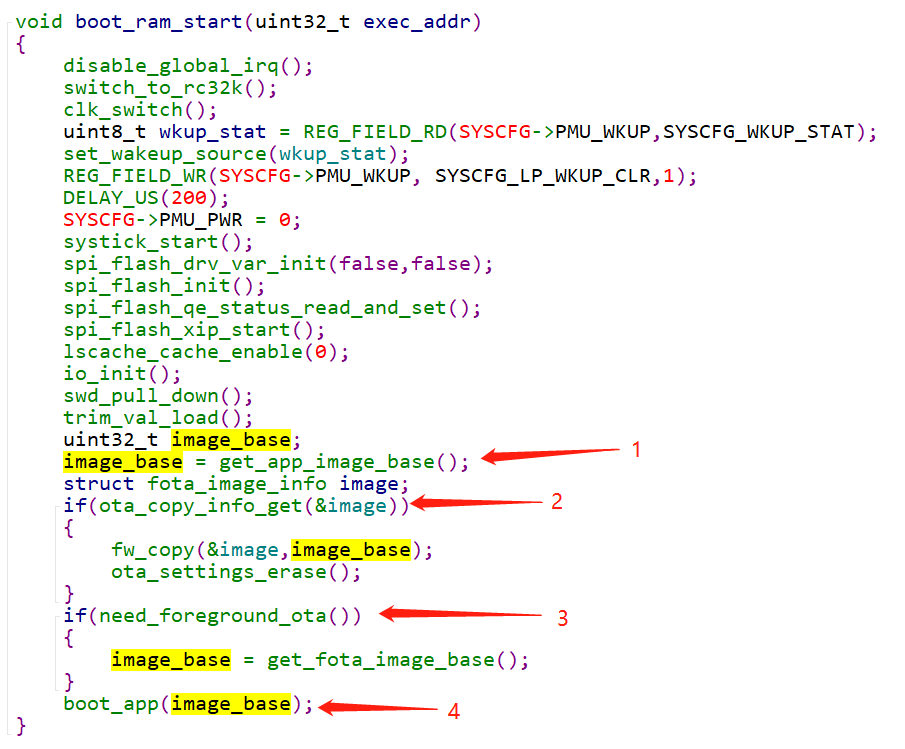 void boot_ram_start(uint32_t exec_addr)
{
    disable_global_irq();
    switch_to_rc32k();
    clk_switch();
    uint8_t wkup_stat = REG_FIELD_RD(SYSCFG->PMU_WKUP,SYSCFG_WKUP_STAT);
    set_wakeup_source(wkup_stat);
    REG_FIELD_WR(SYSCFG->PMU_WKUP, SYSCFG_LP_WKUP_CLR,1);
    DELAY_US(200);
    SYSCFG->PMU_PWR = 0;
    systick_start();
    spi_flash_drv_var_init(false,false);
    spi_flash_init();
    spi_flash_qe_status_read_and_set();
    spi_flash_xip_start();
    lscache_cache_enable(0);
    io_init();
    swd_pull_down();
    trim_val_load();
    uint32_t image_base;
    image_base = get_app_image_base(); 1
    struct fota_image_info image;
    if(ota_copy_info_get(&image)) 2
    {
        fw_copy(&image,image_base);
        ota_settings_erase();
    }
    if(need_foreground_ota()) 3
    {
        image_base = get_fota_image_base();
    }
    boot_app(image_base); 4
}